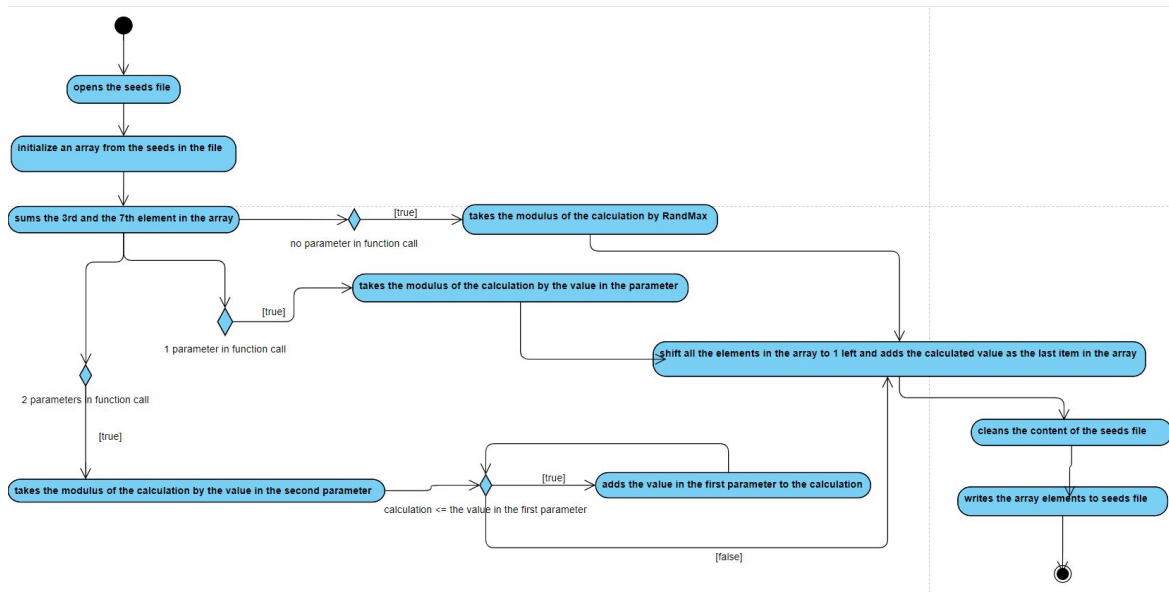 opens the seeds file
initialize an array from the seeds in the file
sums the 3rd and the 7th element in the array
[true]
takes the modulus of the calculation by RandMax
no parameter in function call
takes the modulus of the calculation by the value in the parameter
[true]
1 parameter in function call
shift all the elements in the array to 1 left and adds the calculated value as the last item in the array
2 parameters in function call
[true]
cleans the content of the seeds file
takes the modulus of the calculation by the value in the second parameter
[true]
adds the value in the first parameter to the calculation
calculation <= the value in the first parameter
writes the array elements to seeds file
[false]